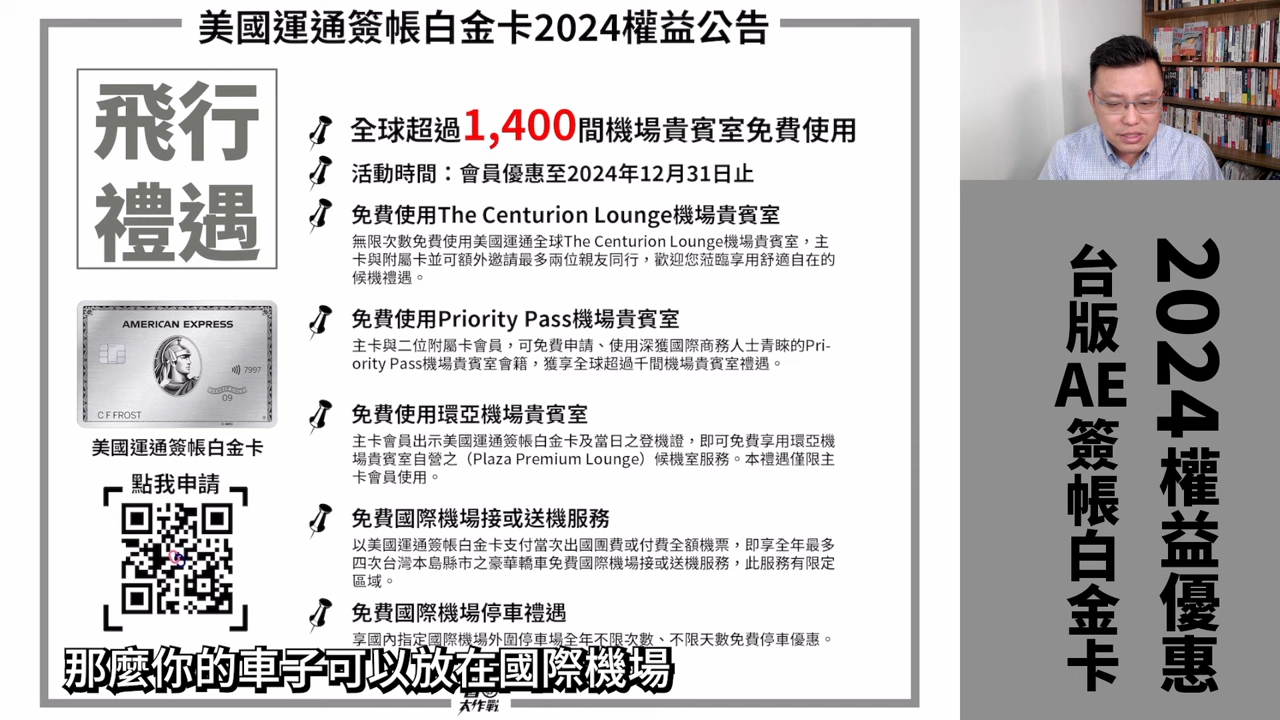 美國運通簽帳白金卡2024權益公告
飛行
禮遇
全球超過1,400間機場貴賓室免費使用
活動時間：會員優惠至2024年12月31日止
免費使用The Centurion Lounge機場貴賓室
無限次數免費使用美國運通全球The Centurion Lounge機場貴賓室，主
卡與附屬卡並可額外邀請最多兩位親友同行，歡迎您蒞臨享用舒適自在的
候機禮遇。
免費使用Priority Pass機場貴賓室
主卡與二位附屬卡會員，可免費申請、使用深獲國際商務人士青睞的Pri-
ority Pass機場貴賓室會籍，獲享全球超過千間機場貴賓室禮遇。
免費使用環亞機場貴賓室
主卡會員出示美國運通簽帳白金卡及當日之登機證，即可免費享用環亞機
場貴賓室自營之（Plaza Premium Lounge）候機室服務。本禮遇僅限主
卡會員使用。
免費國際機場接或送機服務
以美國運通簽帳白金卡支付當次出國團費或付費全額機票，即享全年最多
四次台灣本島縣市之豪華轎車免費國際機場接或送機服務，此服務有限定
區域。
免費國際機場停車禮遇
享國內指定國際機場外圍停車場全年不限次數、不限天數免費停車優惠。
AMERICAN EXPRESS
7997
09
C F FROST
美國運通簽帳白金卡
點我申請
那麼你的車子可以放在國際機場
大作戰
2024權益優惠
台版AE簽帳白金卡